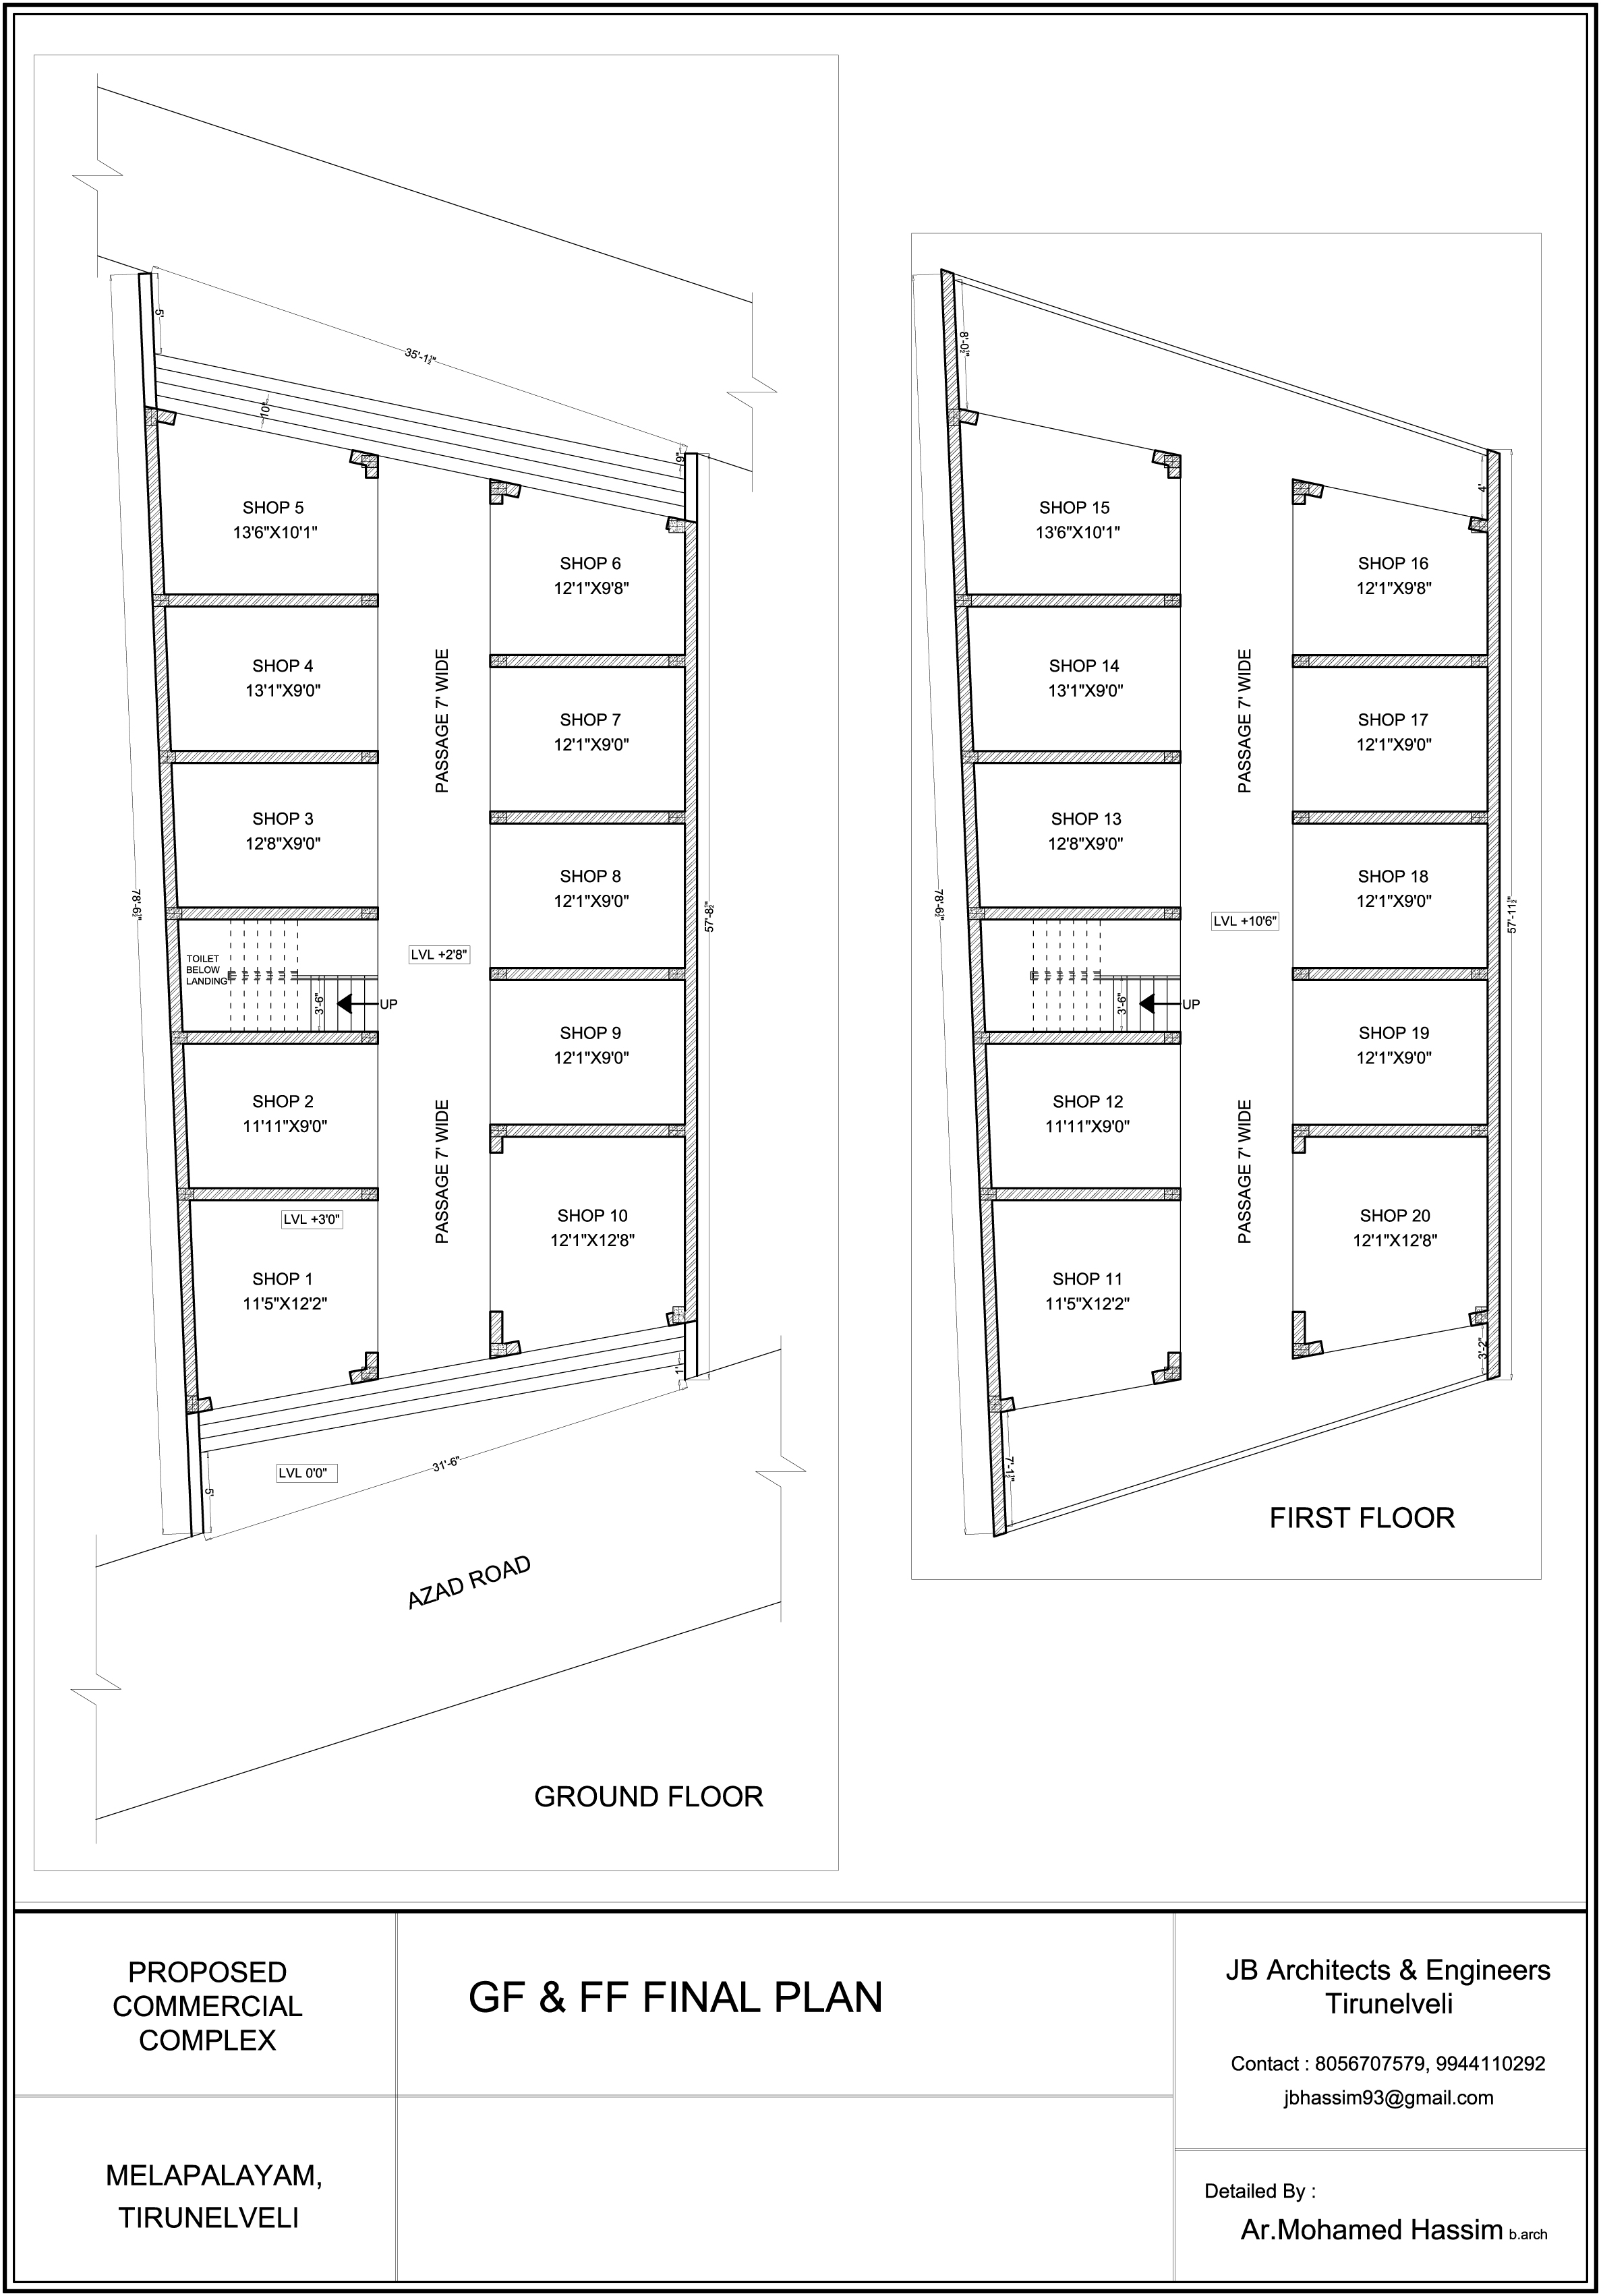 5'
35'-1½"
10"
9"
SHOP 5
13'6"X10'1"
SHOP 6
12'1"X9'8"
SHOP 4
13'1"X9'0"
PASSAGE 7' WIDE
SHOP 7
12'1"X9'0"
SHOP 3
12'8"X9'0"
SHOP 8
12'1"X9'0"
78'-6½"
57'-8½"
LVL +2'8"
TOILET
BELOW
LANDING
3'-6"
UP
SHOP 9
12'1"X9'0"
SHOP 2
11'11"X9'0"
PASSAGE 7' WIDE
LVL +3'0"
SHOP 10
12'1"X12'8"
SHOP 1
11'5"X12'2"
1'
31'-6"
LVL 0'0"
5'
AZAD ROAD
GROUND FLOOR
8'-0½"
4'
SHOP 15
13'6"X10'1"
SHOP 16
12'1"X9'8"
SHOP 14
13'1"X9'0"
PASSAGE 7' WIDE
SHOP 17
12'1"X9'0"
SHOP 13
12'8"X9'0"
SHOP 18
12'1"X9'0"
78'-6½"
57'-11½"
LVL +10'6"
3'-6"
UP
SHOP 19
12'1"X9'0"
SHOP 12
11'11"X9'0"
PASSAGE 7' WIDE
SHOP 20
12'1"X12'8"
SHOP 11
11'5"X12'2"
3'-2"
7'-1½"
FIRST FLOOR
PROPOSED
COMMERCIAL
COMPLEX
GF & FF FINAL PLAN
JB Architects & Engineers
Tirunelveli
Contact : 8056707579, 9944110292
jbhassim93@gmail.com
MELAPALAYAM,
TIRUNELVELI
Detailed By :
Ar.Mohamed Hassim b.arch